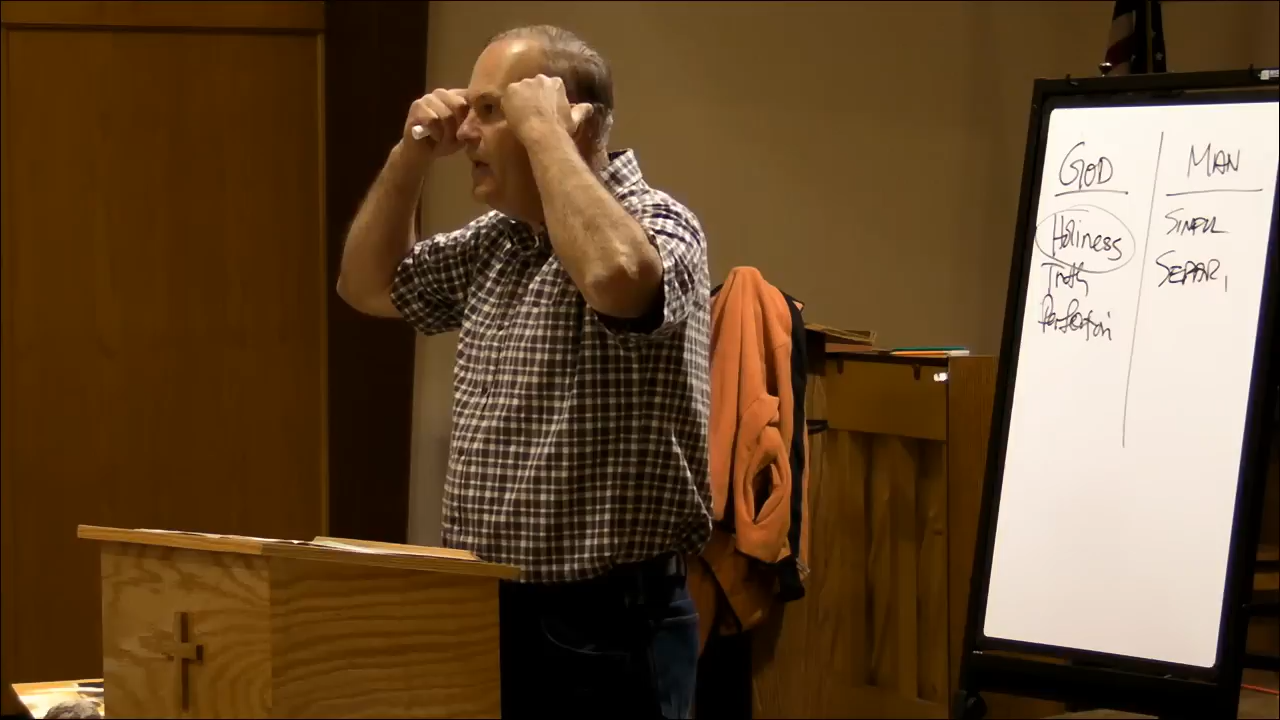 GOD
Holiness
Truth
Perfection
MAN
SINFUL
SEPAR,